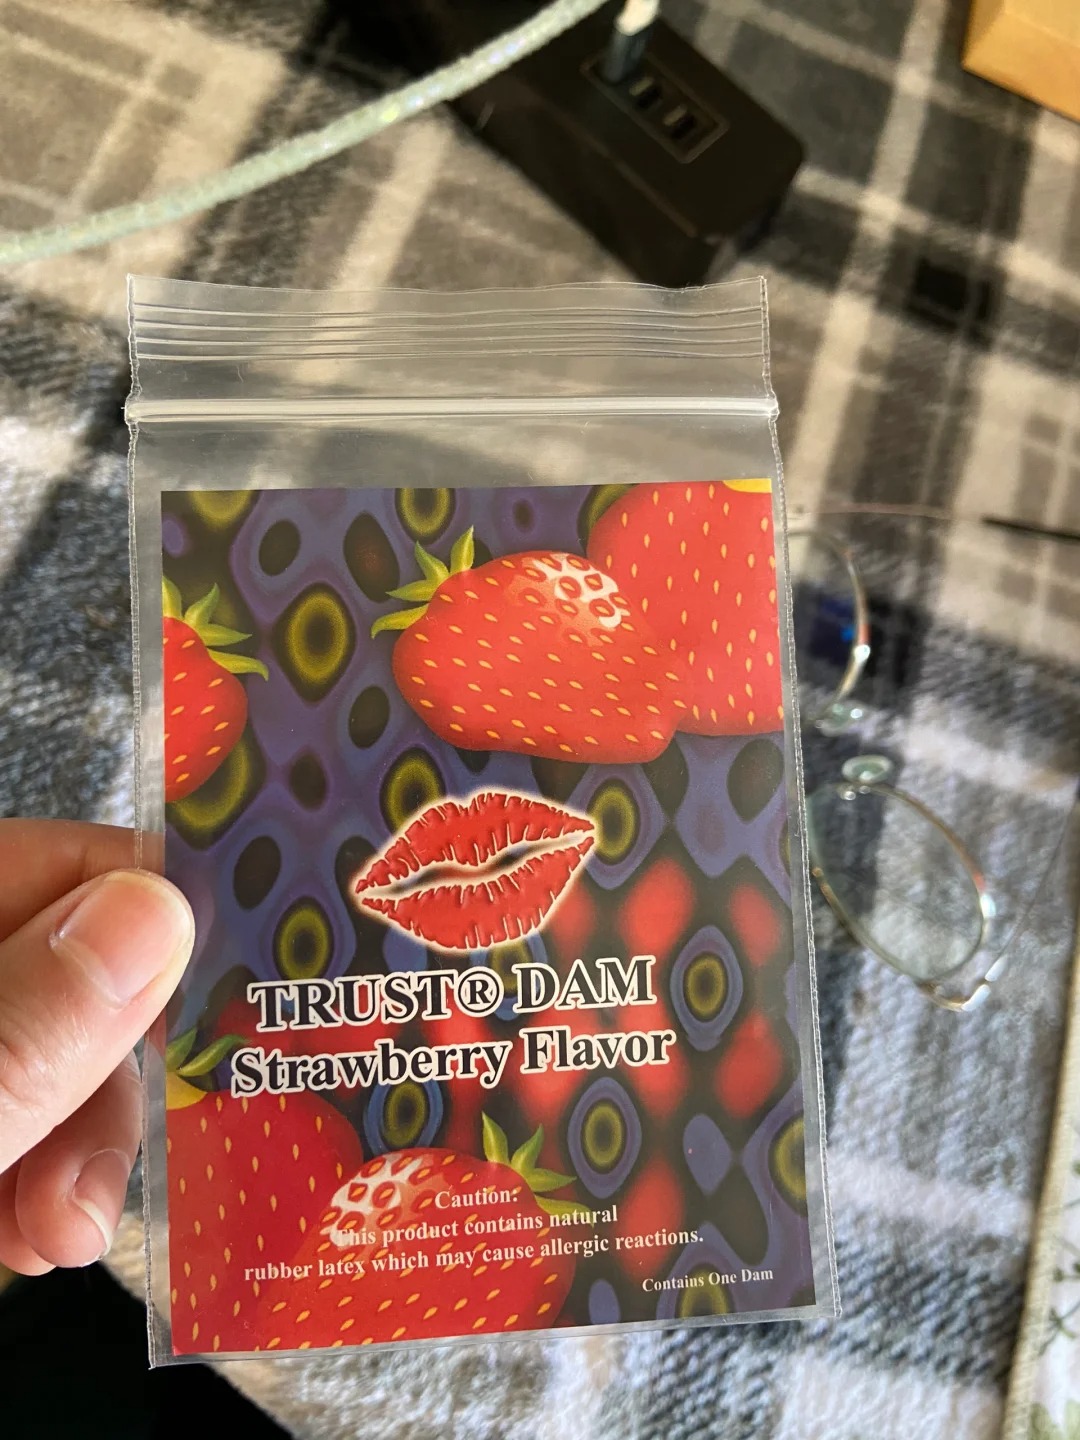 TRUST® DAM
Strawberry Flavor
Caution:
This product contains natural
rubber latex which may cause allergic reactions.
Contains One Dam